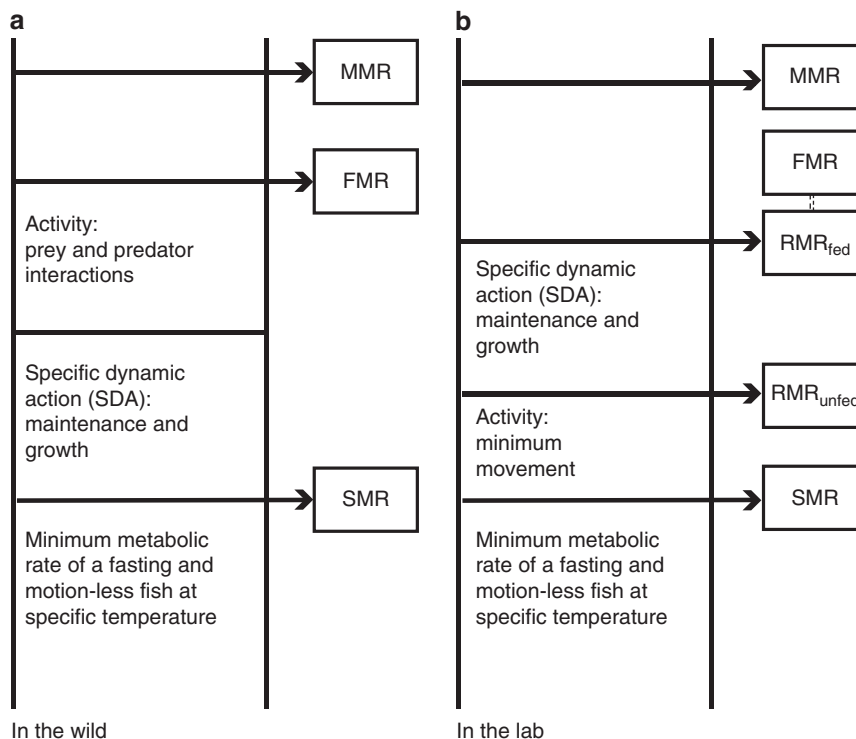 a
MMR
FMR
Activity:
prey and predator
interactions
Specific dynamic
action (SDA):
maintenance and
growth
SMR
Minimum metabolic
rate of a fasting and
motion-less fish at
specific temperature
In the wild
b
MMR
FMR
RMRfed
Specific dynamic
action (SDA):
maintenance and
growth
RMRunfed
Activity:
minimum
movement
SMR
Minimum metabolic
rate of a fasting and
motion-less fish at
specific temperature
In the lab